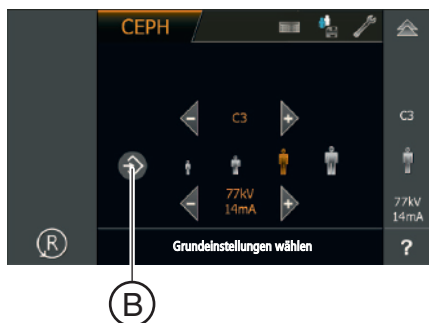 CEPH
C3
C3
77kV
14mA
77kV
14mA
R
Grundeinstellungen wählen
?
B